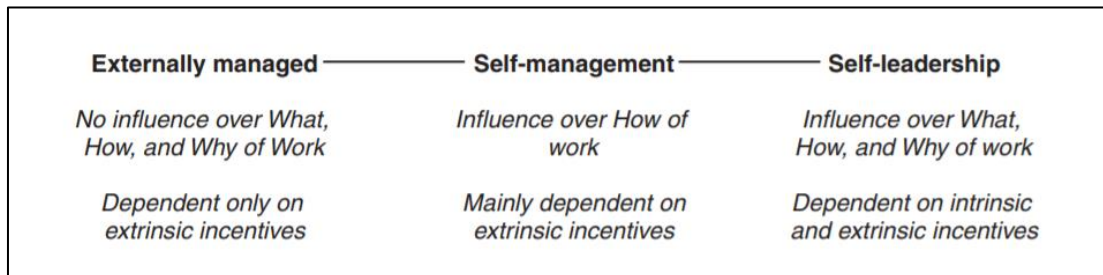 Externally managed Self-management Self-leadership
No influence over What,
How, and Why of Work
Influence over How of
work
Influence over What,
How, and Why of work
Dependent only on
extrinsic incentives
Mainly dependent on
extrinsic incentives
Dependent on intrinsic
and extrinsic incentives